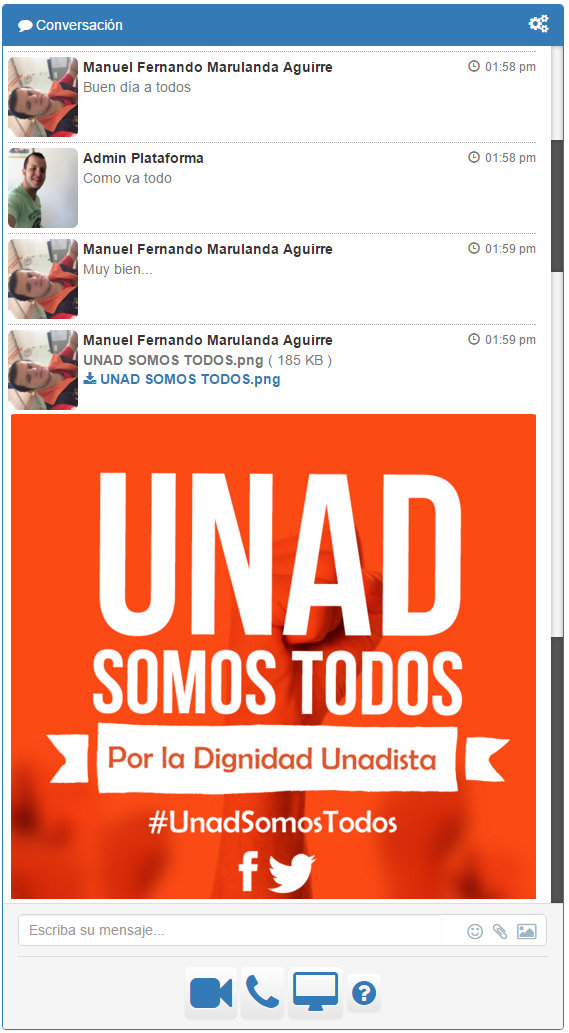 Conversación
Manuel Fernando Marulanda Aguirre 01:58 pm
Buen día a todos
Admin Plataforma 01:58 pm
Como va todo
Manuel Fernando Marulanda Aguirre 01:59 pm
Muy bien...
Manuel Fernando Marulanda Aguirre 01:59 pm
UNAD SOMOS TODOS.png ( 185 KB )
UNAD SOMOS TODOS.png
UNAD
SOMOS TODOS
Por la Dignidad Unadista
#UnadSomosTodos
Escriba su mensaje...